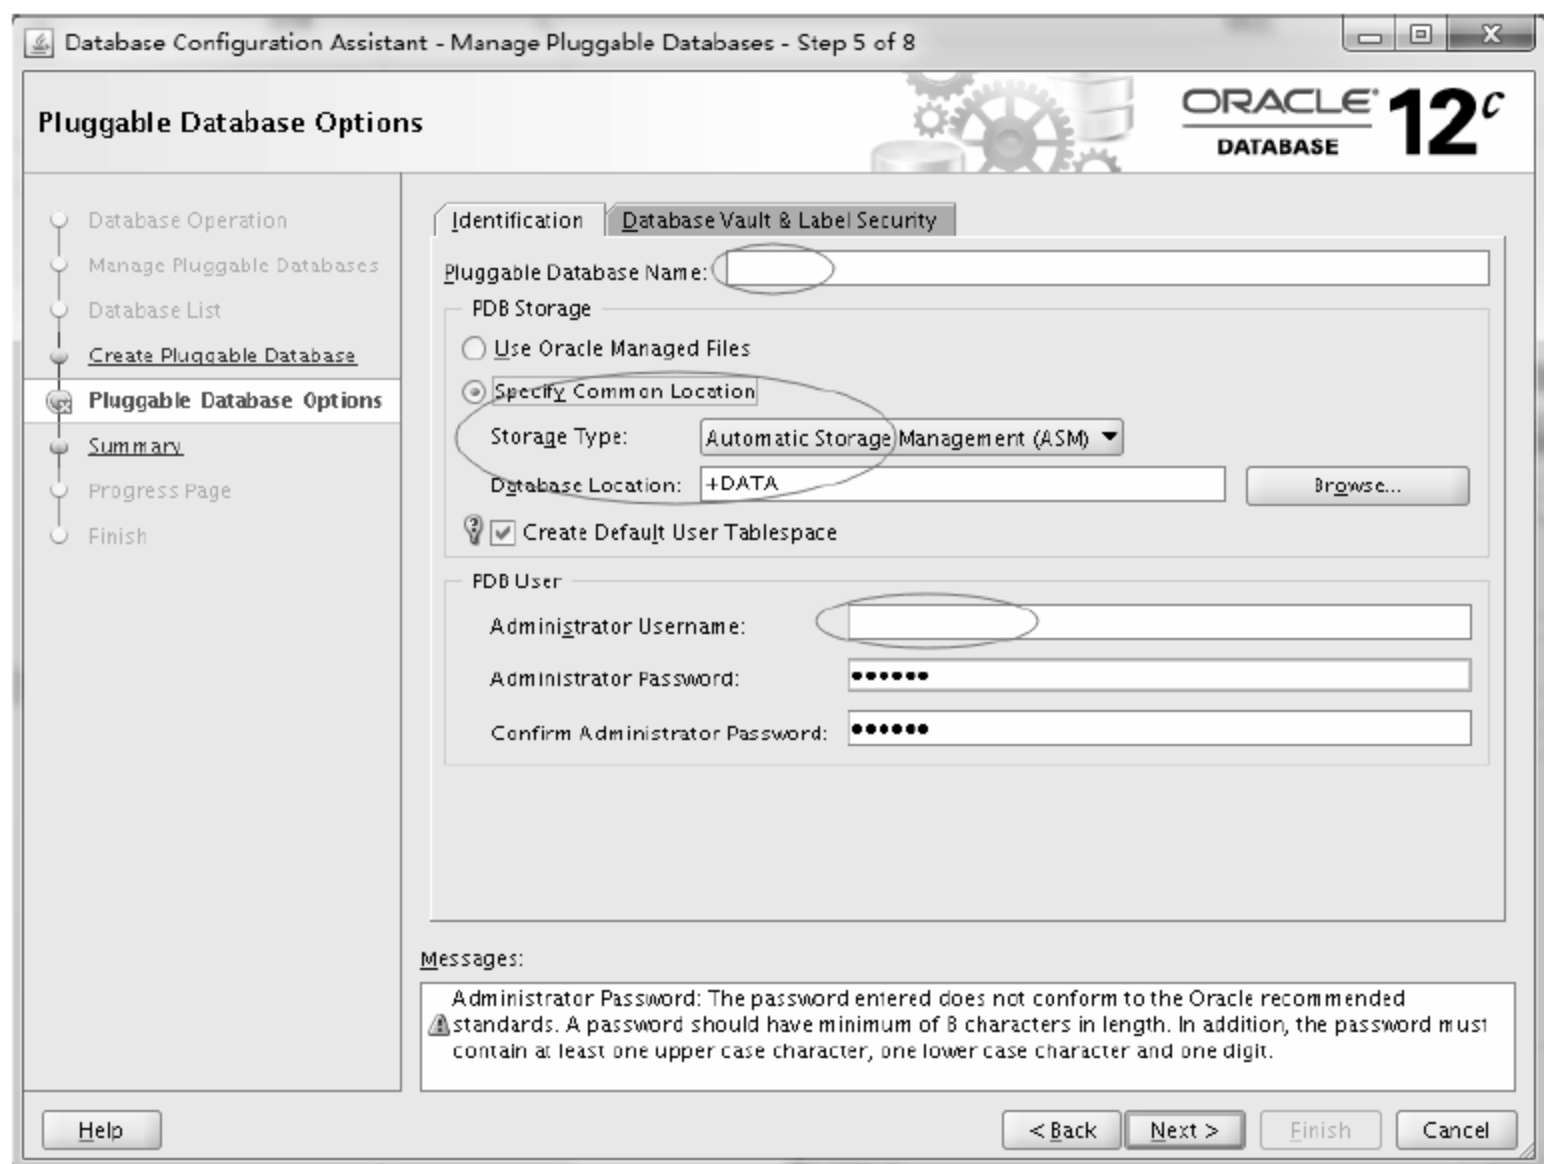 Database Configuration Assistant - Manage Pluggable Databases - Step 5 of 8
Pluggable Database Options
ORACLE DATABASE 12c
Database Operation
Manage Pluggable Databases
Database List
Create Pluggable Database
Pluggable Database Options
Summary
Progress Page
Finish
Identification
Database Vault & Label Security
Pluggable Database Name:
PDB Storage
Use Oracle Managed Files
Specify Common Location
Storage Type: Automatic Storage Management (ASM)
Database Location: +DATA
Browse...
Create Default User Tablespace
PDB User
Administrator Username:
Administrator Password: ••••••
Confirm Administrator Password: ••••••
Messages:
Administrator Password: The password entered does not conform to the Oracle recommended
standards. A password should have minimum of 8 characters in length. In addition, the password must
contain at least one upper case character, one lower case character and one digit.
Help
< Back
Next >
Finish
Cancel